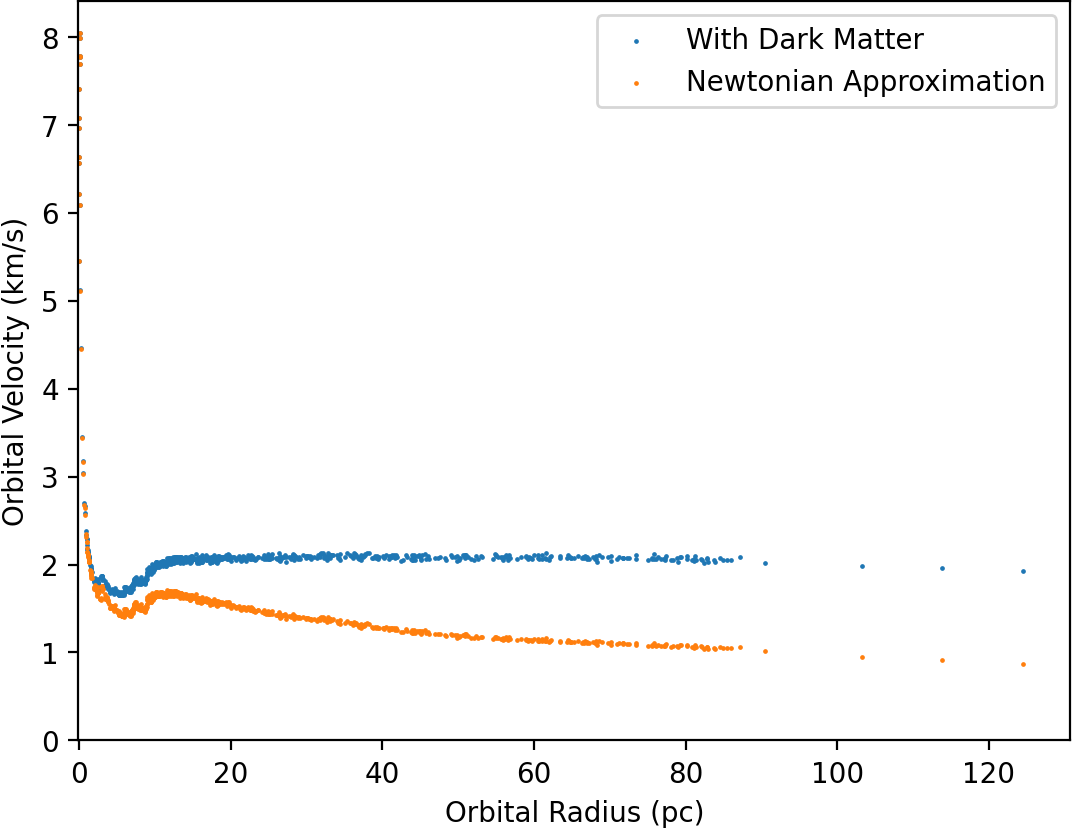 8
7
6
5
4
3
2
1
0
Orbital Velocity (km/s)
With Dark Matter
Newtonian Approximation
0 20 40 60 80 100 120
Orbital Radius (pc)